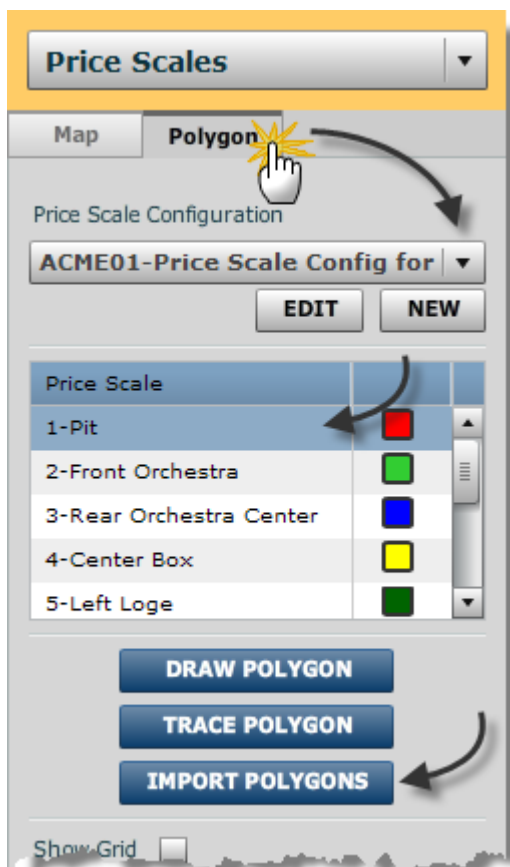 Price Scales
Map Polygon
Price Scale Configuration
ACME01-Price Scale Config for
EDIT NEW
Price Scale
1-Pit
2-Front Orchestra
3-Rear Orchestra Center
4-Center Box
5-Left Loge
DRAW POLYGON
TRACE POLYGON
IMPORT POLYGONS
Show Grid